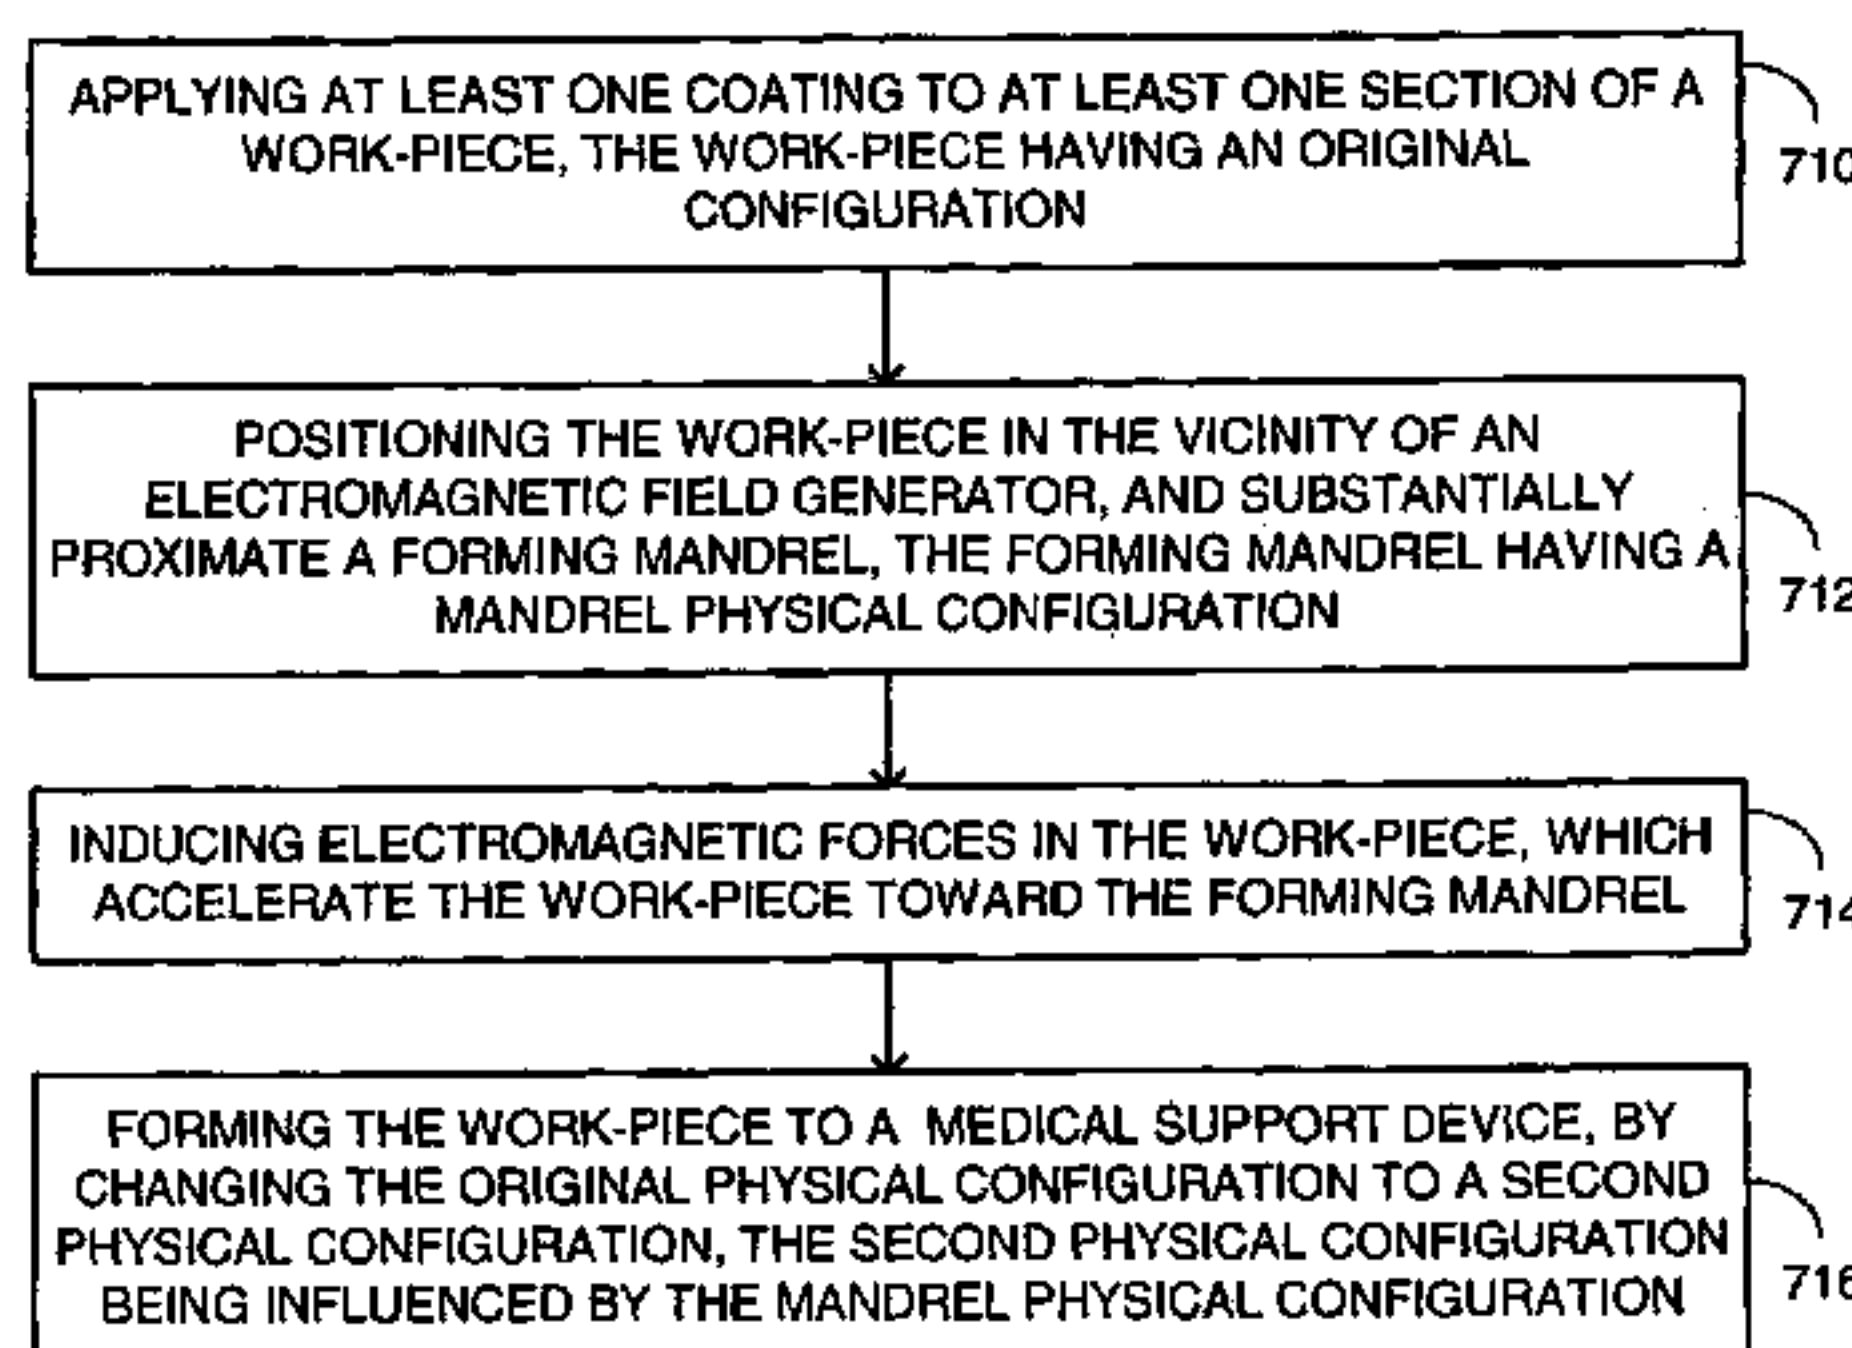 APPLYING AT LEAST ONE COATING TO AT LEAST ONE SECTION OF A
WORK-PIECE, THE WORK-PIECE HAVING AN ORIGINAL
CONFIGURATION
710
POSITIONING THE WORK-PIECE IN THE VICINITY OF AN
ELECTROMAGNETIC FIELD GENERATOR, AND SUBSTANTIALLY
PROXIMATE A FORMING MANDREL, THE FORMING MANDREL HAVING A
MANDREL PHYSICAL CONFIGURATION
712
INDUCING ELECTROMAGNETIC FORCES IN THE WORK-PIECE, WHICH
ACCELERATE THE WORK-PIECE TOWARD THE FORMING MANDREL
714
FORMING THE WORK-PIECE TO A MEDICAL SUPPORT DEVICE, BY
CHANGING THE ORIGINAL PHYSICAL CONFIGURATION TO A SECOND
PHYSICAL CONFIGURATION, THE SECOND PHYSICAL CONFIGURATION
BEING INFLUENCED BY THE MANDREL PHYSICAL CONFIGURATION
716